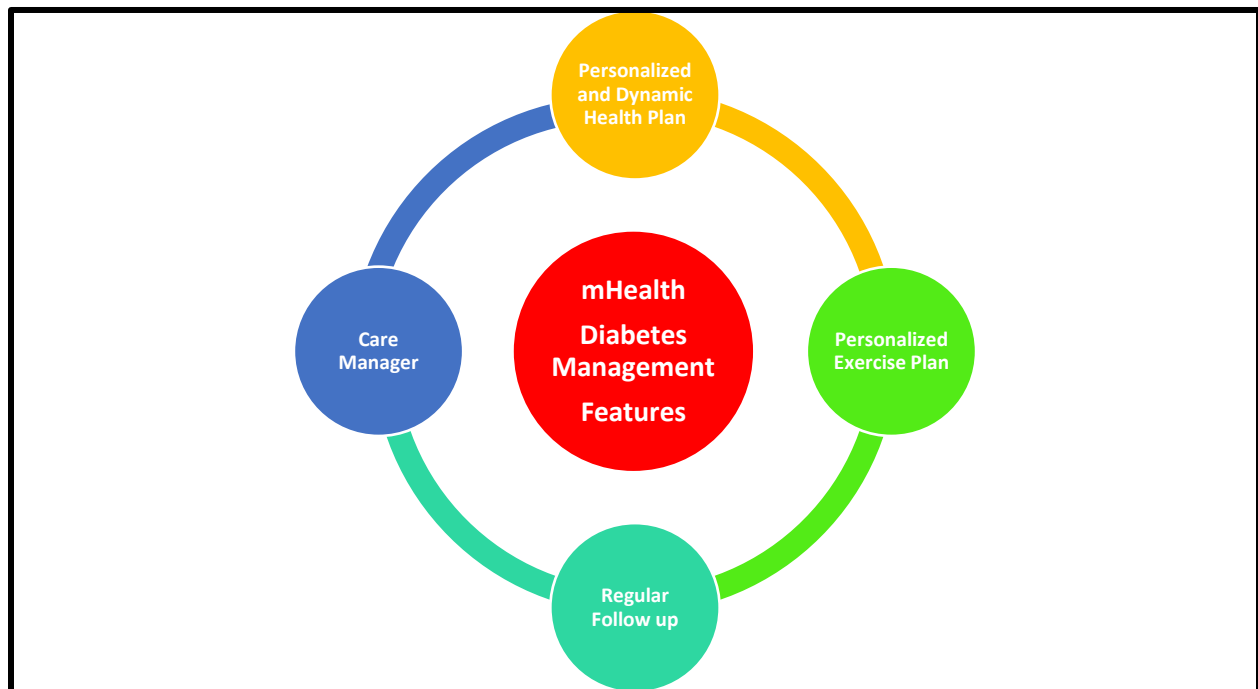 Personalized
and Dynamic
Health Plan
mHealth
Diabetes
Management
Features
Care
Manager
Personalized
Exercise Plan
Regular
Follow up